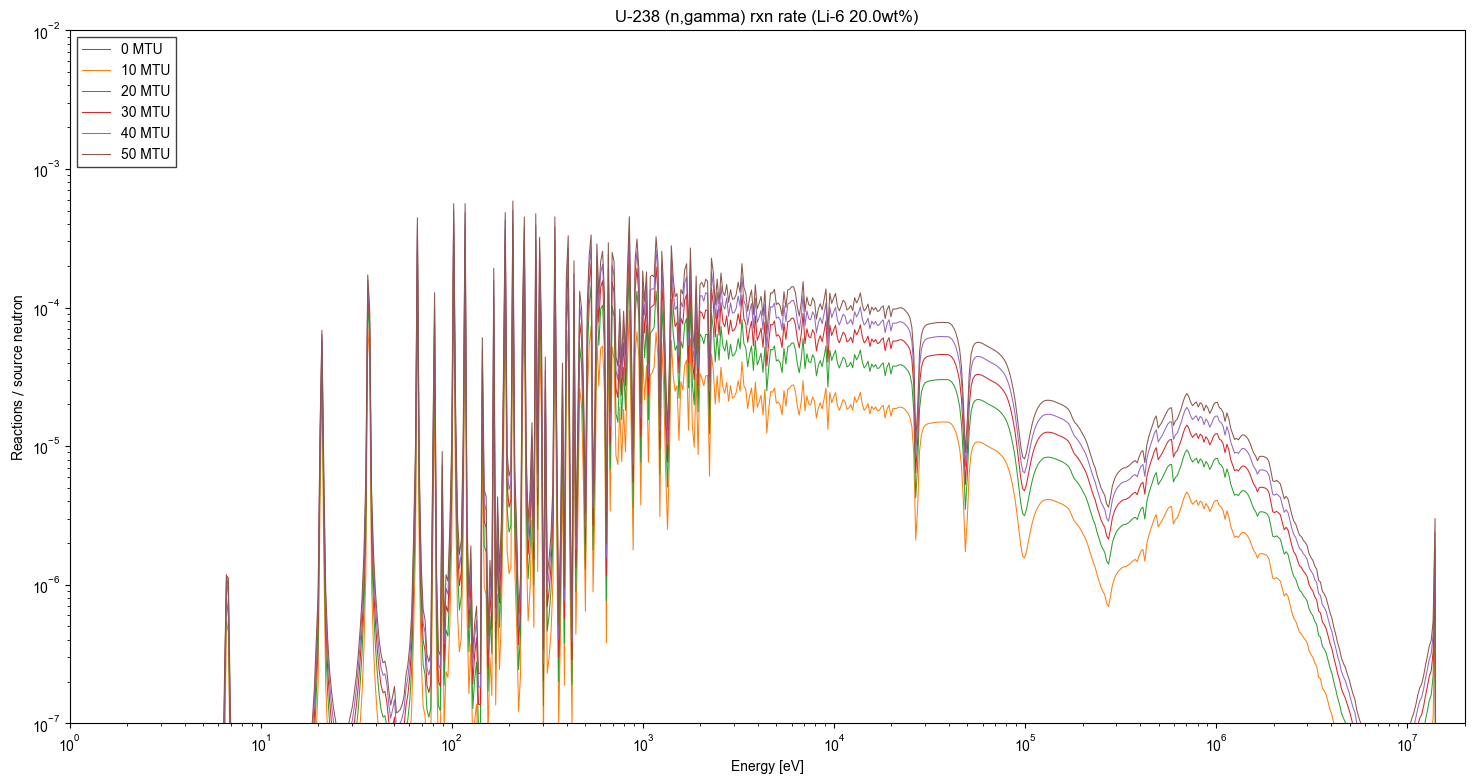 U-238 (n,gamma) rxn rate (Li-6 20.0wt%)
0 MTU
10 MTU
20 MTU
30 MTU
40 MTU
50 MTU
Reactions / source neutron
10⁻²
10⁻³
10⁻⁴
10⁻⁵
10⁻⁶
10⁻⁷
10⁰
10¹
10²
10³
10⁴
10⁵
10⁶
10⁷
Energy [eV]